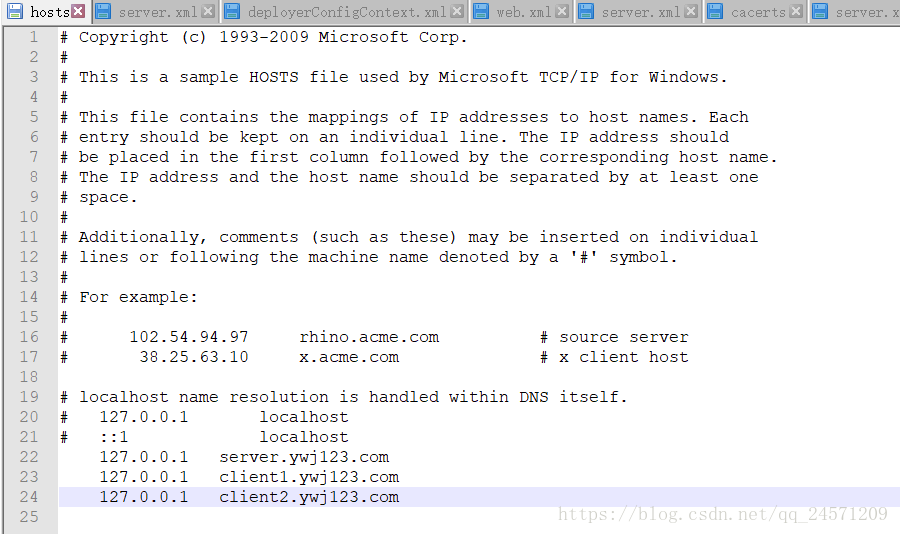 hosts server.xml deployerConfigContext.xml web.xml server.xml cacerts server.x
1 # Copyright (c) 1993-2009 Microsoft Corp.
2 #
3 # This is a sample HOSTS file used by Microsoft TCP/IP for Windows.
4 #
5 # This file contains the mappings of IP addresses to host names. Each
6 # entry should be kept on an individual line. The IP address should
7 # be placed in the first column followed by the corresponding host name.
8 # The IP address and the host name should be separated by at least one
9 # space.
10 #
11 # Additionally, comments (such as these) may be inserted on individual
12 # lines or following the machine name denoted by a '#' symbol.
13 #
14 # For example:
15 #
16 #      102.54.94.97     rhino.acme.com          # source server
17 #       38.25.63.10     x.acme.com              # x client host
18
19 # localhost name resolution is handled within DNS itself.
20 #   127.0.0.1       localhost
21 #   ::1             localhost
22     127.0.0.1   server.ywj123.com
23     127.0.0.1   client1.ywj123.com
24     127.0.0.1   client2.ywj123.com
25
https://blog.csdn.net/qq_24571209